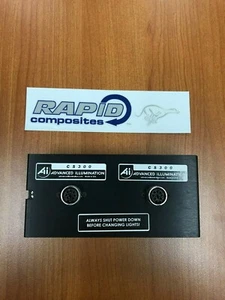 RAPID
composites
CS300
CS300
Ai ADVANCED ILLUMINATION
Ai ADVANCED ILLUMINATION
ALWAYS SHUT POWER DOWN
BEFORE CHANGING LIGHTS!